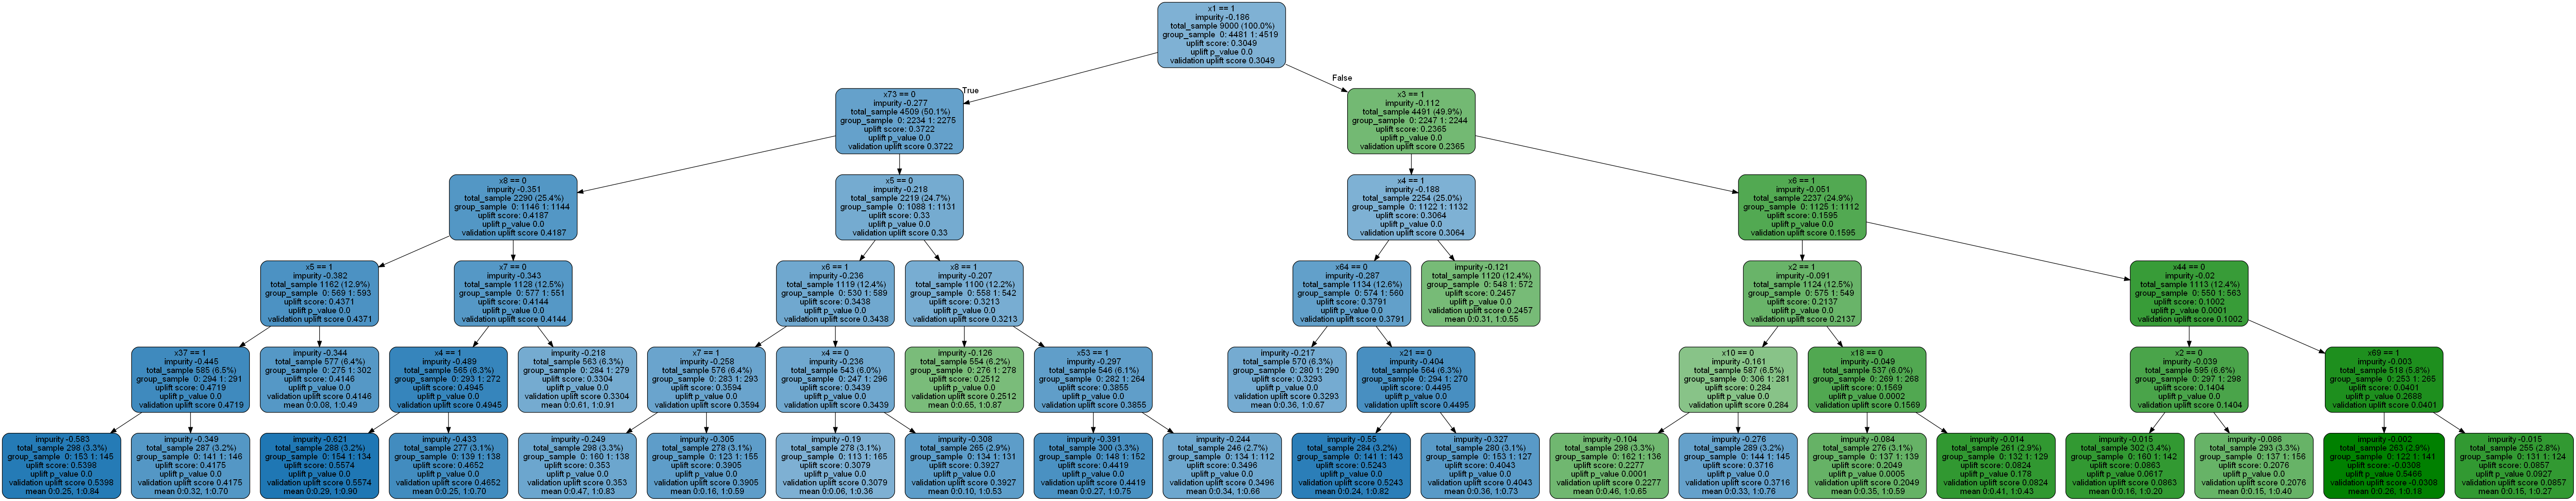 x1 == 1
impurity -0.186
total_sample 9000 (100.0%)
group_sample 0: 4481 1: 4519
uplift score: 0.3049
uplift p_value 0.0
validation uplift score 0.3049
True
False
x73 == 0
impurity -0.277
total_sample 4509 (50.1%)
group_sample 0: 2234 1: 2275
uplift score: 0.3722
uplift p_value 0.0
validation uplift score 0.3722
x3 == 1
impurity -0.112
total_sample 4491 (49.9%)
group_sample 0: 2247 1: 2244
uplift score: 0.2365
uplift p_value 0.0
validation uplift score 0.2365
x8 == 0
impurity -0.351
total_sample 2290 (25.4%)
group_sample 0: 1146 1: 1144
uplift score: 0.4187
uplift p_value 0.0
validation uplift score 0.4187
x5 == 0
impurity -0.218
total_sample 2219 (24.7%)
group_sample 0: 1088 1: 1131
uplift score: 0.33
uplift p_value 0.0
validation uplift score 0.33
x4 == 1
impurity -0.188
total_sample 2254 (25.0%)
group_sample 0: 1122 1: 1132
uplift score: 0.3064
uplift p_value 0.0
validation uplift score 0.3064
x6 == 1
impurity -0.051
total_sample 2237 (24.9%)
group_sample 0: 1125 1: 1112
uplift score: 0.1595
uplift p_value 0.0
validation uplift score 0.1595
x5 == 1
impurity -0.382
total_sample 1162 (12.9%)
group_sample 0: 569 1: 593
uplift score: 0.4371
uplift p_value 0.0
validation uplift score 0.4371
x7 == 0
impurity -0.343
total_sample 1128 (12.5%)
group_sample 0: 577 1: 551
uplift score: 0.4144
uplift p_value 0.0
validation uplift score 0.4144
x6 == 1
impurity -0.236
total_sample 1119 (12.4%)
group_sample 0: 530 1: 589
uplift score: 0.3438
uplift p_value 0.0
validation uplift score 0.3438
x8 == 1
impurity -0.207
total_sample 1100 (12.2%)
group_sample 0: 558 1: 542
uplift score: 0.3213
uplift p_value 0.0
validation uplift score 0.3213
x64 == 0
impurity -0.287
total_sample 1134 (12.6%)
group_sample 0: 574 1: 560
uplift score: 0.3791
uplift p_value 0.0
validation uplift score 0.3791
impurity -0.121
total_sample 1120 (12.4%)
group_sample 0: 548 1: 572
uplift score: 0.2457
uplift p_value 0.0
validation uplift score 0.2457
mean 0:0.31, 1:0.55
x2 == 1
impurity -0.091
total_sample 1124 (12.5%)
group_sample 0: 575 1: 549
uplift score: 0.2137
uplift p_value 0.0
validation uplift score 0.2137
x44 == 0
impurity -0.02
total_sample 1113 (12.4%)
group_sample 0: 550 1: 563
uplift score: 0.1002
uplift p_value 0.0001
validation uplift score 0.1002
x37 == 1
impurity -0.445
total_sample 585 (6.5%)
group_sample 0: 294 1: 291
uplift score: 0.4719
uplift p_value 0.0
validation uplift score 0.4719
impurity -0.344
total_sample 577 (6.4%)
group_sample 0: 275 1: 302
uplift score: 0.4146
uplift p_value 0.0
validation uplift score 0.4146
mean 0:0.08, 1:0.49
x4 == 1
impurity -0.489
total_sample 565 (6.3%)
group_sample 0: 293 1: 272
uplift score: 0.4945
uplift p_value 0.0
validation uplift score 0.4945
impurity -0.218
total_sample 563 (6.3%)
group_sample 0: 284 1: 279
uplift score: 0.3304
uplift p_value 0.0
validation uplift score 0.3304
mean 0:0.61, 1:0.91
x7 == 1
impurity -0.258
total_sample 576 (6.4%)
group_sample 0: 283 1: 293
uplift score: 0.3594
uplift p_value 0.0
validation uplift score 0.3594
x4 == 0
impurity -0.236
total_sample 543 (6.0%)
group_sample 0: 247 1: 296
uplift score: 0.3439
uplift p_value 0.0
validation uplift score 0.3439
impurity -0.126
total_sample 554 (6.2%)
group_sample 0: 276 1: 278
uplift score: 0.2512
uplift p_value 0.0
validation uplift score 0.2512
mean 0:0.65, 1:0.87
x53 == 1
impurity -0.297
total_sample 546 (6.1%)
group_sample 0: 282 1: 264
uplift score: 0.3855
uplift p_value 0.0
validation uplift score 0.3855
impurity -0.217
total_sample 570 (6.3%)
group_sample 0: 280 1: 290
uplift score: 0.3293
uplift p_value 0.0
validation uplift score 0.3293
mean 0:0.36, 1:0.67
x21 == 0
impurity -0.404
total_sample 564 (6.3%)
group_sample 0: 294 1: 270
uplift score: 0.4495
uplift p_value 0.0
validation uplift score 0.4495
x10 == 0
impurity -0.161
total_sample 587 (6.5%)
group_sample 0: 306 1: 281
uplift score: 0.284
uplift p_value 0.0
validation uplift score 0.284
x18 == 0
impurity -0.049
total_sample 537 (6.0%)
group_sample 0: 269 1: 268
uplift score: 0.1569
uplift p_value 0.0002
validation uplift score 0.1569
x2 == 0
impurity -0.039
total_sample 595 (6.6%)
group_sample 0: 297 1: 298
uplift score: 0.1404
uplift p_value 0.0
validation uplift score 0.1404
x69 == 1
impurity -0.003
total_sample 518 (5.8%)
group_sample 0: 253 1: 265
uplift score: 0.0401
uplift p_value 0.2688
validation uplift score 0.0401
impurity -0.583
total_sample 298 (3.3%)
group_sample 0: 153 1: 145
uplift score: 0.5398
uplift p_value 0.0
validation uplift score 0.5398
mean 0:0.25, 1:0.84
impurity -0.349
total_sample 287 (3.2%)
group_sample 0: 141 1: 146
uplift score: 0.4175
uplift p_value 0.0
validation uplift score 0.4175
mean 0:0.32, 1:0.70
impurity -0.621
total_sample 288 (3.2%)
group_sample 0: 154 1: 134
uplift score: 0.5574
uplift p_value 0.0
validation uplift score 0.5574
mean 0:0.29, 1:0.90
impurity -0.433
total_sample 277 (3.1%)
group_sample 0: 139 1: 138
uplift score: 0.4652
uplift p_value 0.0
validation uplift score 0.4652
mean 0:0.25, 1:0.70
impurity -0.249
total_sample 298 (3.3%)
group_sample 0: 160 1: 138
uplift score: 0.353
uplift p_value 0.0
validation uplift score 0.353
mean 0:0.47, 1:0.83
impurity -0.305
total_sample 278 (3.1%)
group_sample 0: 123 1: 155
uplift score: 0.3905
uplift p_value 0.0
validation uplift score 0.3905
mean 0:0.16, 1:0.59
impurity -0.19
total_sample 278 (3.1%)
group_sample 0: 113 1: 165
uplift score: 0.3079
uplift p_value 0.0
validation uplift score 0.3079
mean 0:0.06, 1:0.36
impurity -0.308
total_sample 265 (2.9%)
group_sample 0: 134 1: 131
uplift score: 0.3927
uplift p_value 0.0
validation uplift score 0.3927
mean 0:0.10, 1:0.53
impurity -0.391
total_sample 300 (3.3%)
group_sample 0: 148 1: 152
uplift score: 0.4419
uplift p_value 0.0
validation uplift score 0.4419
mean 0:0.27, 1:0.75
impurity -0.244
total_sample 246 (2.7%)
group_sample 0: 134 1: 112
uplift score: 0.3496
uplift p_value 0.0
validation uplift score 0.3496
mean 0:0.34, 1:0.66
impurity -0.55
total_sample 284 (3.2%)
group_sample 0: 141 1: 143
uplift score: 0.5243
uplift p_value 0.0
validation uplift score 0.5243
mean 0:0.24, 1:0.82
impurity -0.327
total_sample 280 (3.1%)
group_sample 0: 153 1: 127
uplift score: 0.4043
uplift p_value 0.0
validation uplift score 0.4043
mean 0:0.36, 1:0.73
impurity -0.104
total_sample 298 (3.3%)
group_sample 0: 162 1: 136
uplift score: 0.2277
uplift p_value 0.0001
validation uplift score 0.2277
mean 0:0.46, 1:0.65
impurity -0.276
total_sample 289 (3.2%)
group_sample 0: 144 1: 145
uplift score: 0.3716
uplift p_value 0.0
validation uplift score 0.3716
mean 0:0.33, 1:0.76
impurity -0.084
total_sample 276 (3.1%)
group_sample 0: 137 1: 139
uplift score: 0.2049
uplift p_value 0.0005
validation uplift score 0.2049
mean 0:0.35, 1:0.59
impurity -0.014
total_sample 261 (2.9%)
group_sample 0: 132 1: 129
uplift score: 0.0824
uplift p_value 0.178
validation uplift score 0.0824
mean 0:0.41, 1:0.43
impurity -0.015
total_sample 302 (3.4%)
group_sample 0: 160 1: 142
uplift score: 0.0863
uplift p_value 0.0617
validation uplift score 0.0863
mean 0:0.16, 1:0.20
impurity -0.086
total_sample 293 (3.3%)
group_sample 0: 137 1: 156
uplift score: 0.2076
uplift p_value 0.0
validation uplift score 0.2076
mean 0:0.15, 1:0.40
impurity -0.002
total_sample 263 (2.9%)
group_sample 0: 122 1: 141
uplift score: -0.0308
uplift p_value 0.5466
validation uplift score -0.0308
mean 0:0.26, 1:0.18
impurity -0.015
total_sample 255 (2.8%)
group_sample 0: 131 1: 124
uplift score: 0.0857
uplift p_value 0.0927
validation uplift score 0.0857
mean 0:0.15, 1:0.27